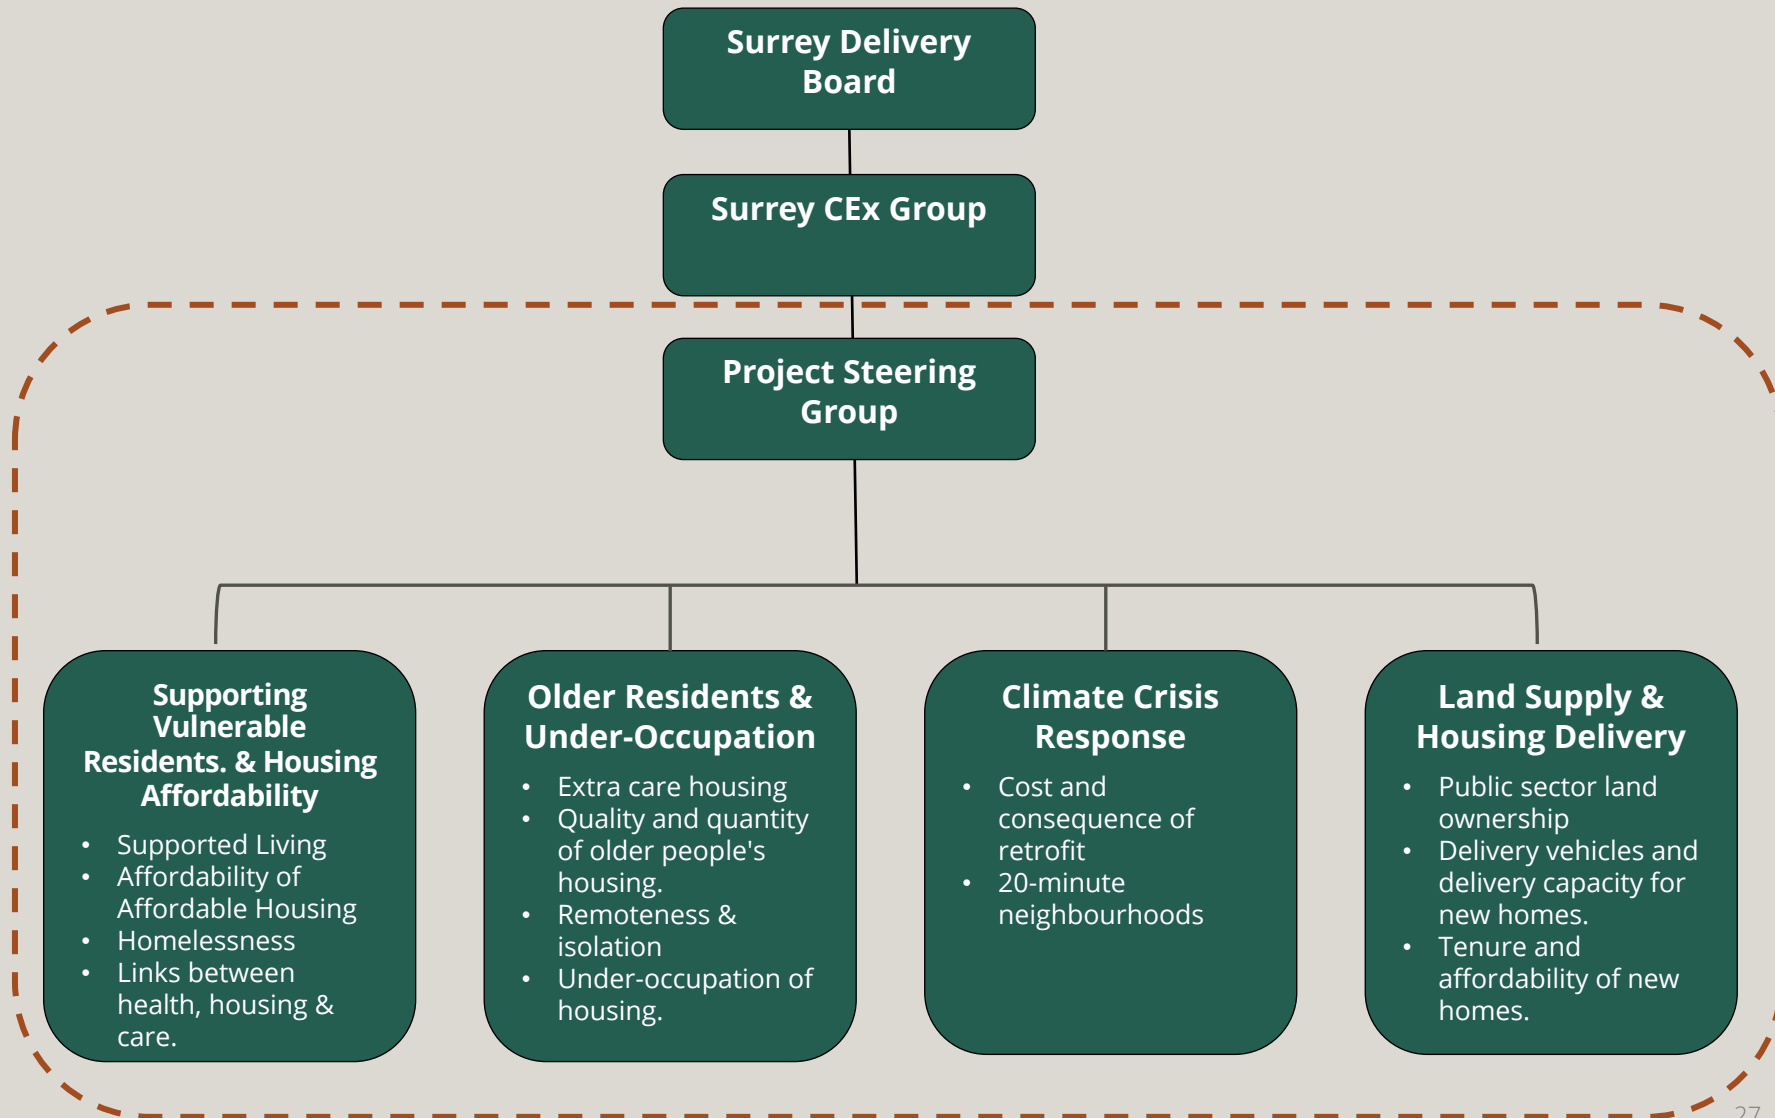 Surrey Delivery
Board
Surrey CEx Group
Project Steering
Group
Supporting
Vulnerable
Residents. & Housing
Affordability
• Supported Living
• Affordability of
Affordable Housing
• Homelessness
• Links between
health, housing &
care.
Older Residents &
Under-Occupation
• Extra care housing
• Quality and quantity
of older people's
housing.
• Remoteness &
isolation
• Under-occupation of
housing.
Climate Crisis
Response
• Cost and
consequence of
retrofit
• 20-minute
neighbourhoods
Land Supply &
Housing Delivery
• Public sector land
ownership
• Delivery vehicles and
delivery capacity for
new homes.
• Tenure and
affordability of new
homes.
27